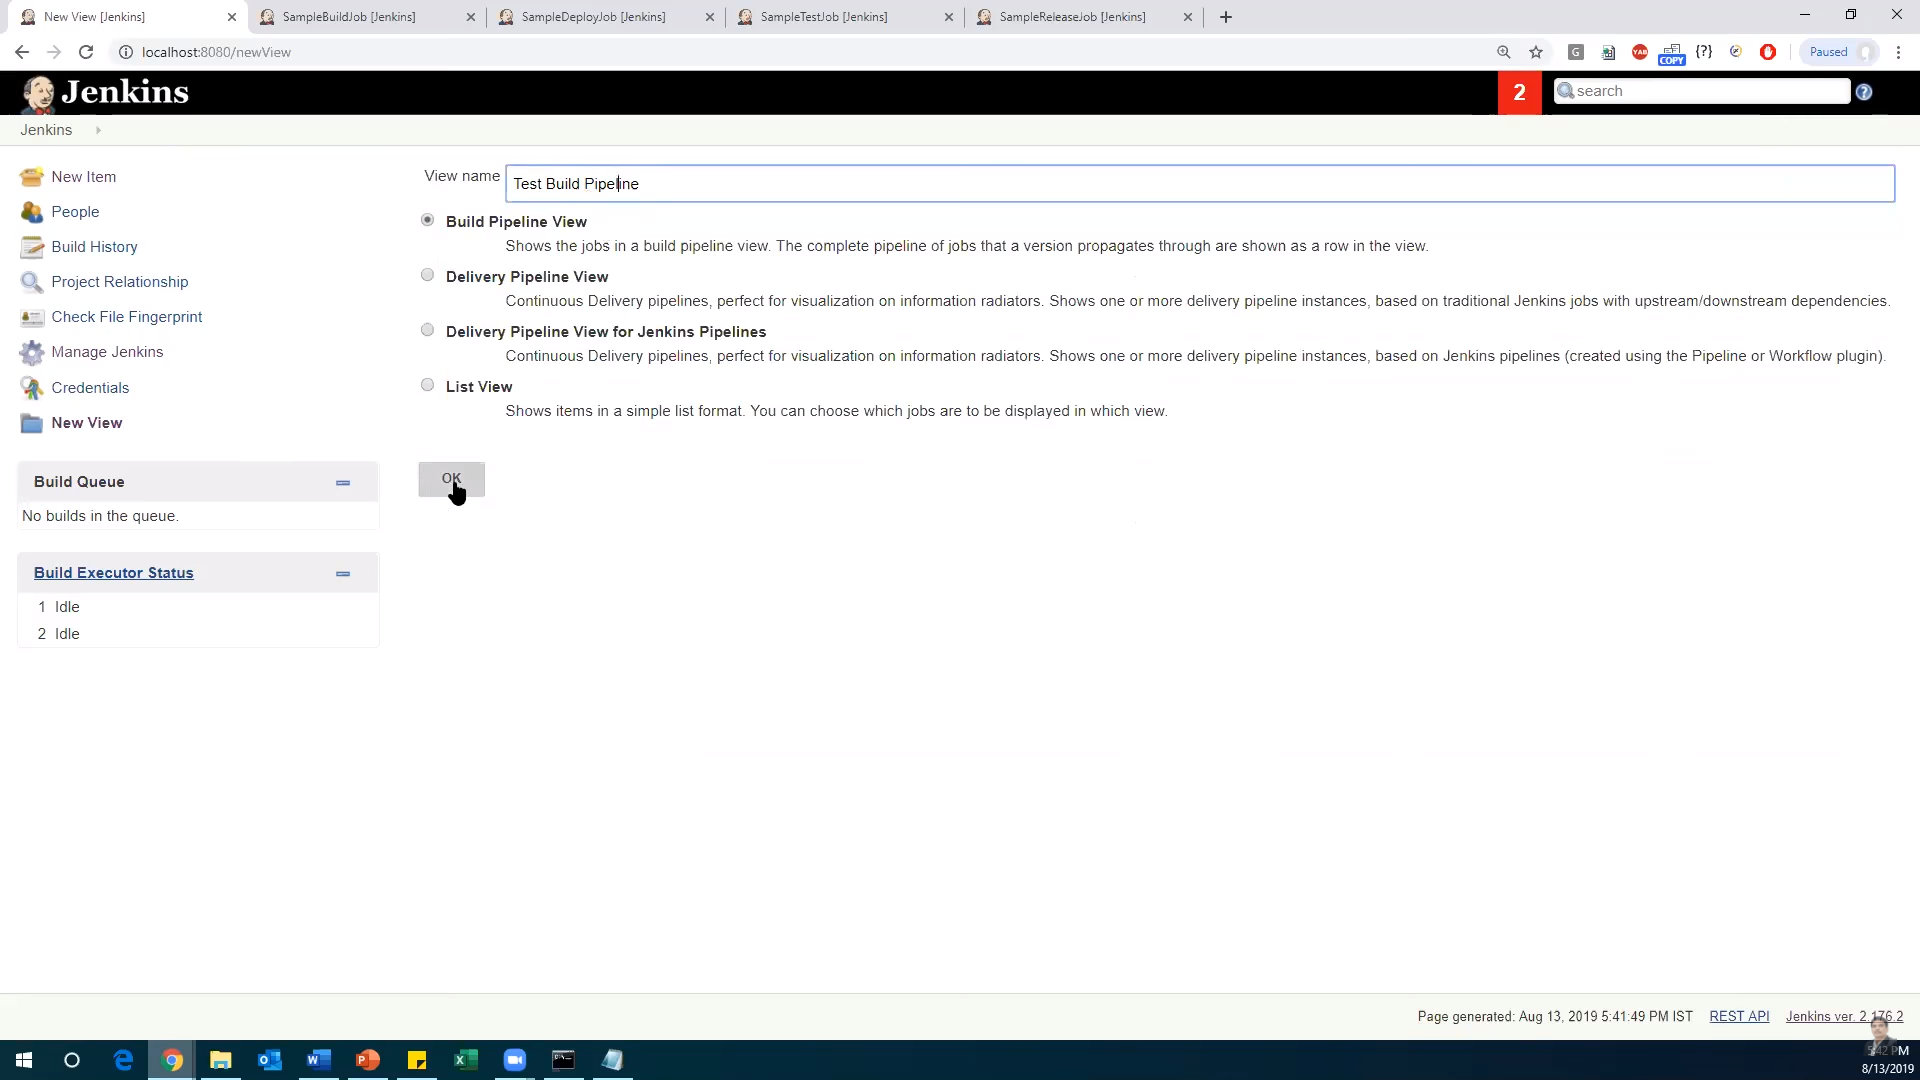 New View [Jenkins]
SampleBuildJob [Jenkins]
SampleDeployJob [Jenkins]
SampleTestJob [Jenkins]
SampleReleaseJob [Jenkins]
localhost:8080/newView
COPY
Paused
Jenkins
2
search
Jenkins
New Item
People
Build History
Project Relationship
Check File Fingerprint
Manage Jenkins
Credentials
New View
Build Queue
No builds in the queue.
Build Executor Status
1 Idle
2 Idle
View name
Test Build Pipeline
Build Pipeline View
Shows the jobs in a build pipeline view. The complete pipeline of jobs that a version propagates through are shown as a row in the view.
Delivery Pipeline View
Continuous Delivery pipelines, perfect for visualization on information radiators. Shows one or more delivery pipeline instances, based on traditional Jenkins jobs with upstream/downstream dependencies.
Delivery Pipeline View for Jenkins Pipelines
Continuous Delivery pipelines, perfect for visualization on information radiators. Shows one or more delivery pipeline instances, based on Jenkins pipelines (created using the Pipeline or Workflow plugin).
List View
Shows items in a simple list format. You can choose which jobs are to be displayed in which view.
OK
Page generated: Aug 13, 2019 5:41:49 PM IST
REST API
Jenkins ver. 2.176.2
5:42 PM
8/13/2019